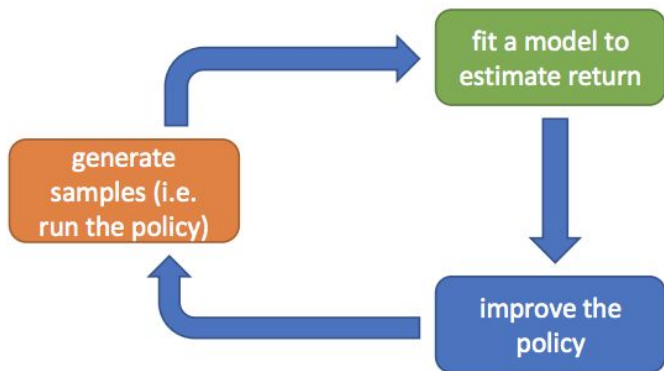 fit a model to
estimate return
generate
samples (i.e.
run the policy)
improve the
policy